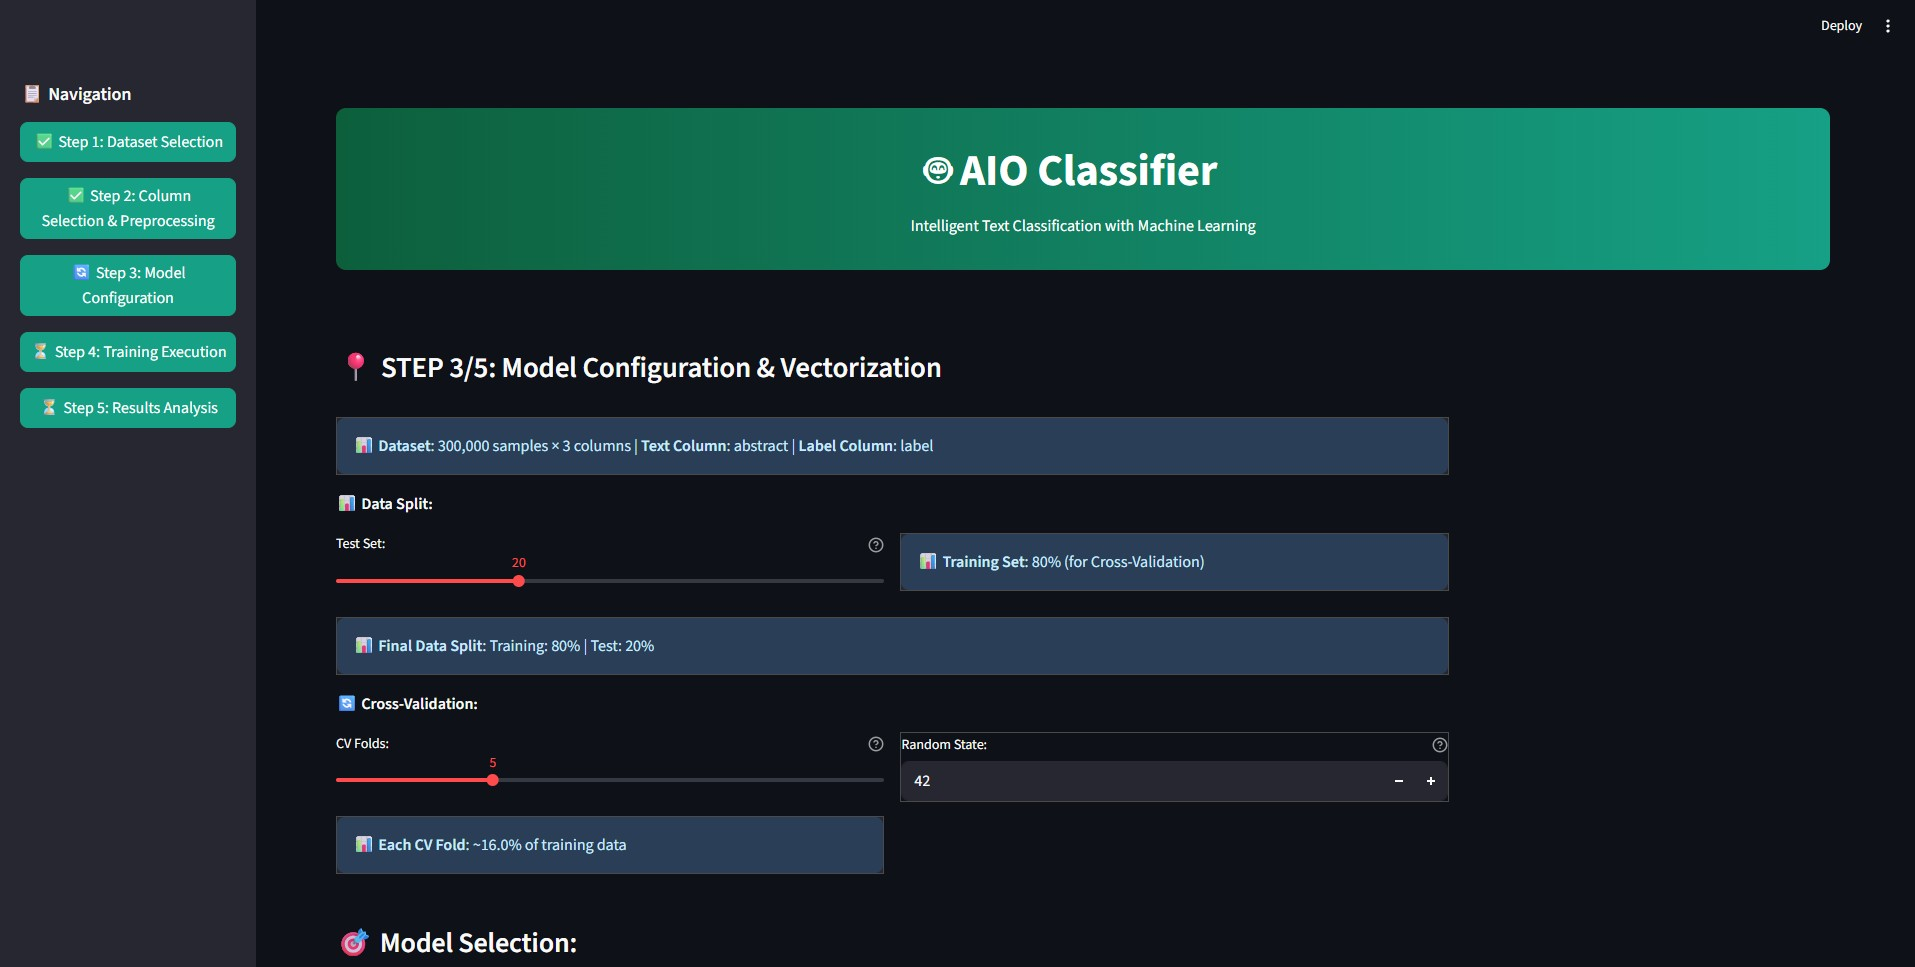 Deploy
Navigation
Step 1: Dataset Selection
Step 2: Column
Selection & Preprocessing
Step 3: Model
Configuration
Step 4: Training Execution
Step 5: Results Analysis
AIO Classifier
Intelligent Text Classification with Machine Learning
STEP 3/5: Model Configuration & Vectorization
Dataset: 300,000 samples × 3 columns | Text Column: abstract | Label Column: label
Data Split:
Test Set:
20
Training Set: 80% (for Cross-Validation)
Final Data Split: Training: 80% | Test: 20%
Cross-Validation:
CV Folds:
5
Random State:
42
Each CV Fold: ~16.0% of training data
Model Selection: